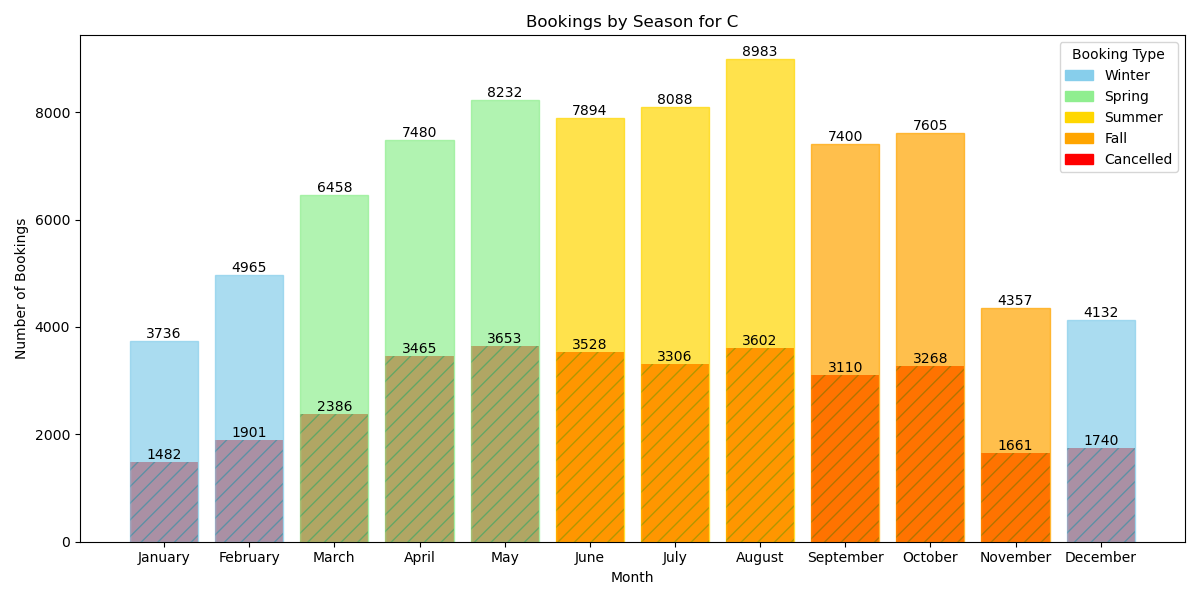 Bookings by Season for C
Number of Bookings
8000
6000
4000
2000
0
3736
4965
6458
7480
8232
7894
8088
8983
7400
7605
4357
4132
1482
1901
2386
3465
3653
3528
3306
3602
3110
3268
1661
1740
Booking Type
Winter
Spring
Summer
Fall
Cancelled
January February March April May June July August September October November December
Month